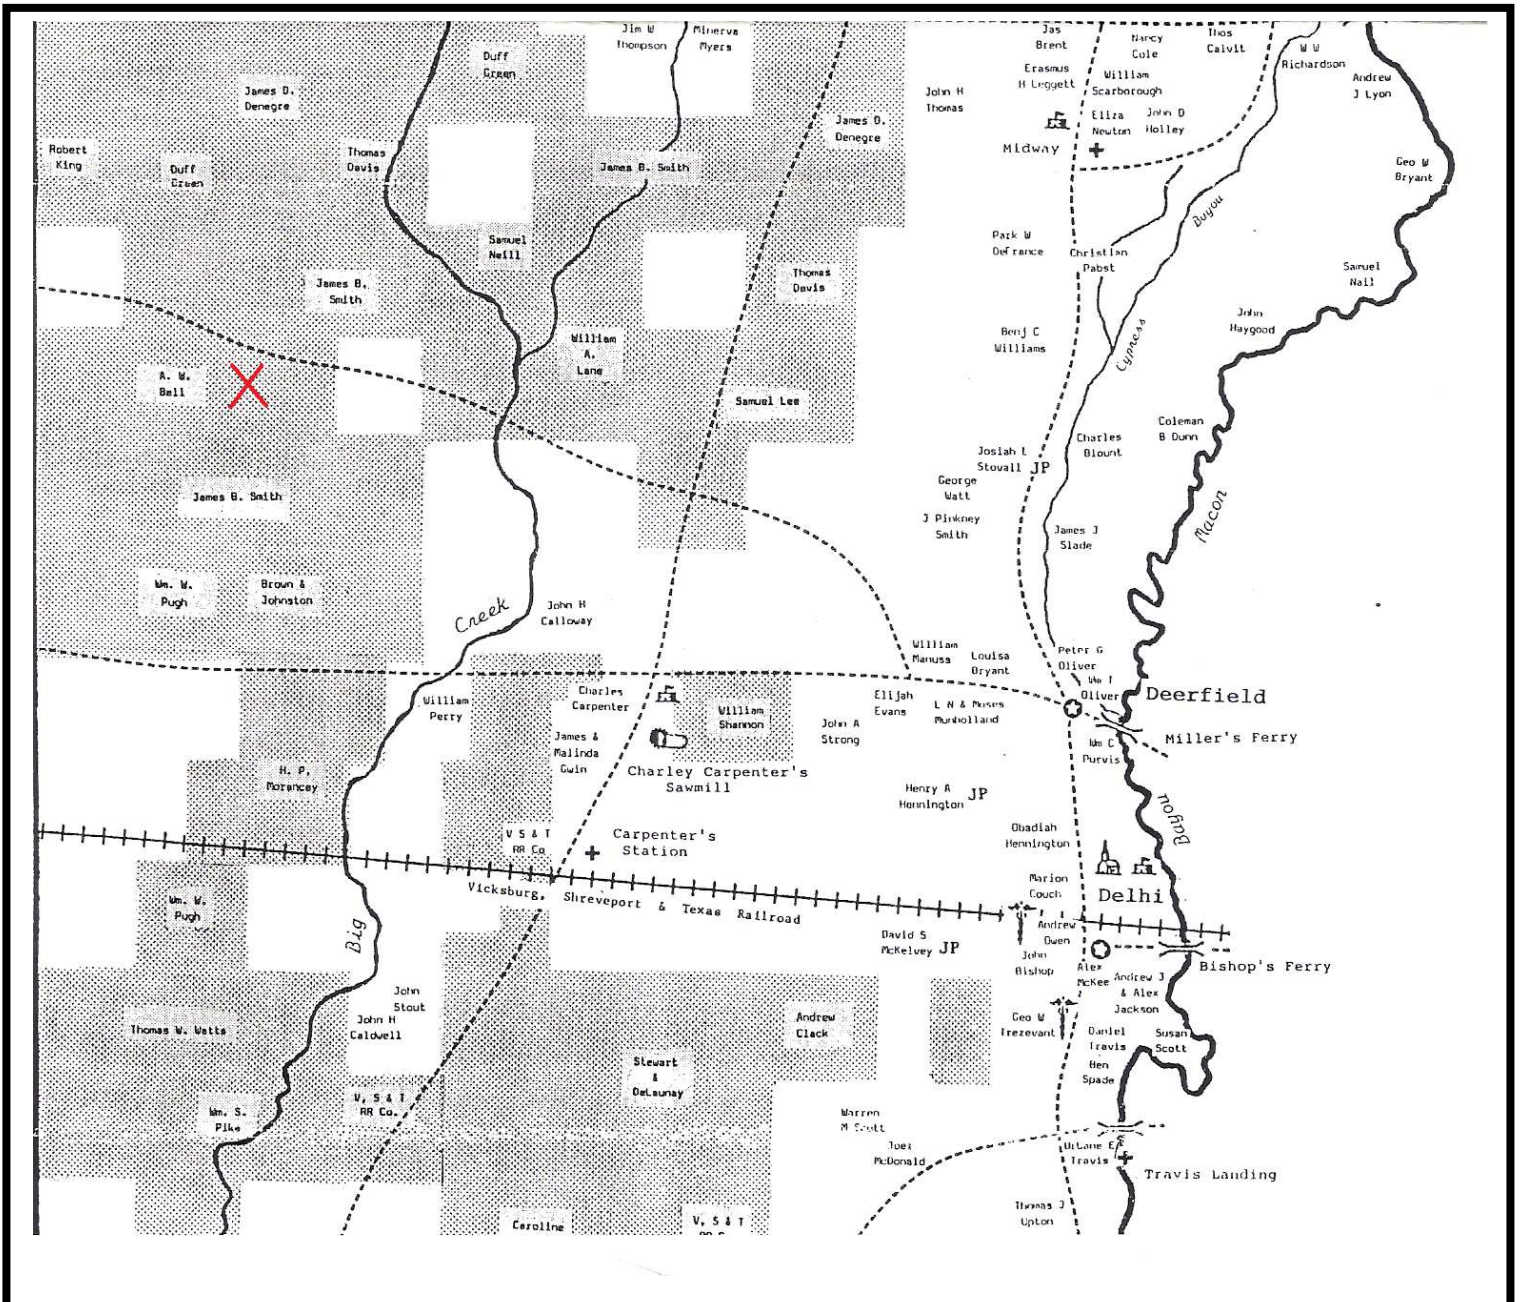 Jim W
Thompson
Minerva
Myers
Jas
Brent
Nancy
Cole
Thos
Calvit
W W
Richardson
Duff
Green
Erasmus
H Leggett
William
Scarborough
Andrew
J Lyon
James D.
Denegre
John H
Thomas
James D.
Denegre
Eliza
Newton
John D
Holley
Midway
Robert
King
Thomas
Davis
Duff
Green
James B. Smith
Geo W
Bryant
Bayou
Samuel
Neill
Park W
DeFrance
Christian
Pabst
James B.
Smith
Thomas
Davis
Samuel
Nail
John
Haygood
William
A.
Lane
Benj C
Williams
Cypress
A. W.
Bell
X
Samuel Lee
Coleman
B Dunn
Charles
Blount
Josiah L
Stovall JP
George
Watt
James B. Smith
J Pinkney
Smith
James J
Slade
Macon
Wm. W.
Pugh
Brown &
Johnston
Creek
John H
Calloway
William
Manuss
Louisa
Bryant
Peter G
Oliver
Wm T
Oliver
Deerfield
William
Perry
Charles
Carpenter
William
Shannon
Elijah
Evans
L N & Moses
Munholland
John A
Strong
James &
Malinda
Gwin
Wm C
Purvis
Miller's Ferry
H. P.
Morancey
Charley Carpenter's
Sawmill
Henry A
Hennington JP
Bayou
V S & T
RR Co
Carpenter's
Station
Obadiah
Hennington
Vicksburg, Shreveport & Texas Railroad
Marion
Couch
Delhi
Wm. W.
Pugh
Big
David S
McKelvey JP
Andrew
Owen
John
Bishop
Alex
McKee
Bishop's Ferry
Andrew J
& Alex
Jackson
John
Stout
John H
Caldwell
Thomas W. Watts
Andrew
Clack
Geo W
Trezevant
Daniel
Travis
Susan
Scott
Stewart
&
DeLaunay
Ben
Spade
Wm. S.
Pike
V, S & T
RR Co.
Warren
M Scott
Joel
McDonald
Travis
Travis Landing
Thomas J
Upton
Caroline
V, S & T